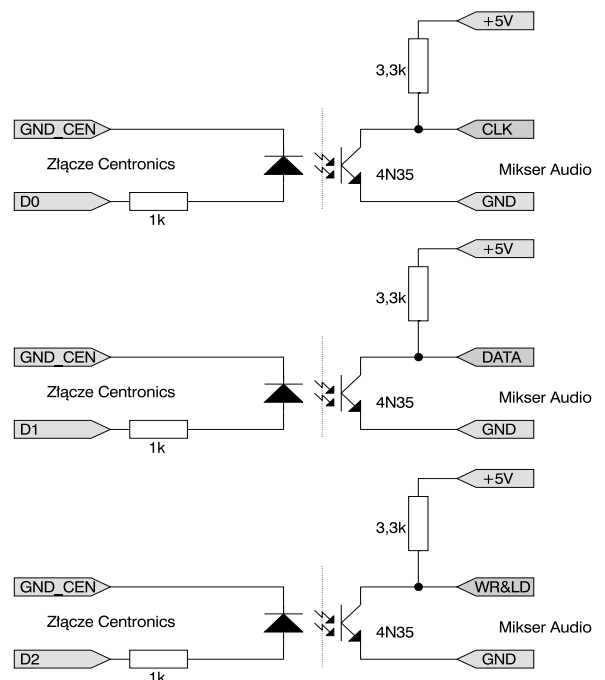 +5V
3,3k
GND_CEN
CLK
Złącze Centronics
4N35
Mikser Audio
D0
1k
GND
+5V
3,3k
GND_CEN
DATA
Złącze Centronics
4N35
Mikser Audio
D1
1k
GND
+5V
3,3k
GND_CEN
WR&LD
Złącze Centronics
4N35
Mikser Audio
D2
1k
GND